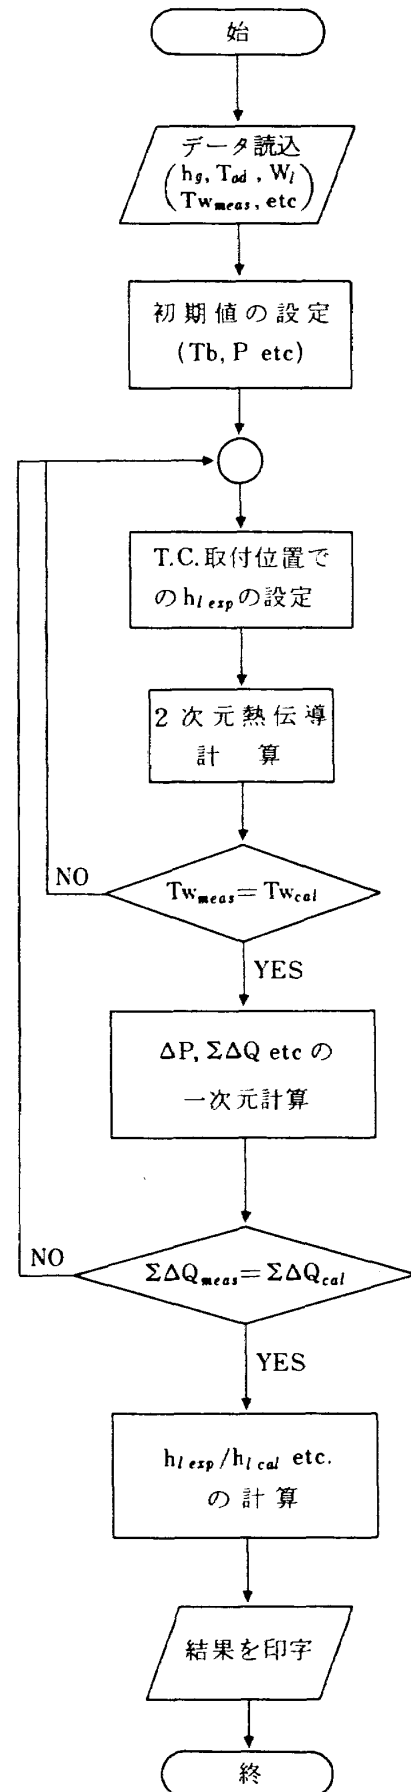 始
データ読込
(hg, Tad, Wl)
(Twmeas, etc)
初期値の設定
(Tb, P etc)
T.C.取付位置で
のhl expの設定
2次元熱伝導
計 算
NO
Twmeas=Twcal
YES
ΔP, ΣΔQ etc の
一次元計算
NO
ΣΔQmeas=ΣΔQcal
YES
hl exp/hl cal etc.
の計算
結果を印字
終